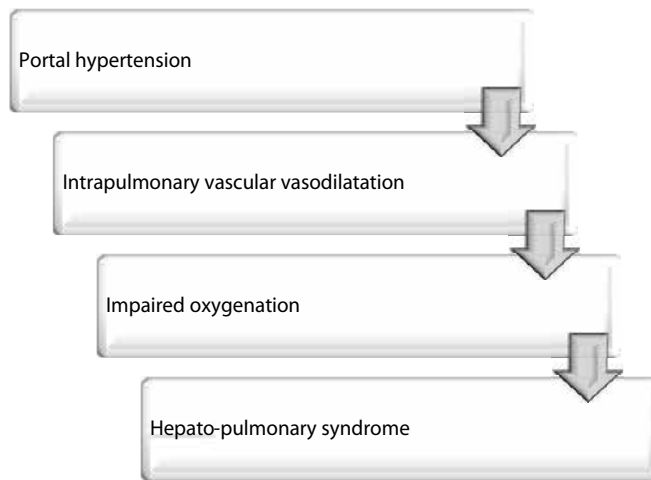 Portal hypertension
Intrapulmonary vascular vasodilatation
Impaired oxygenation
Hepato-pulmonary syndrome